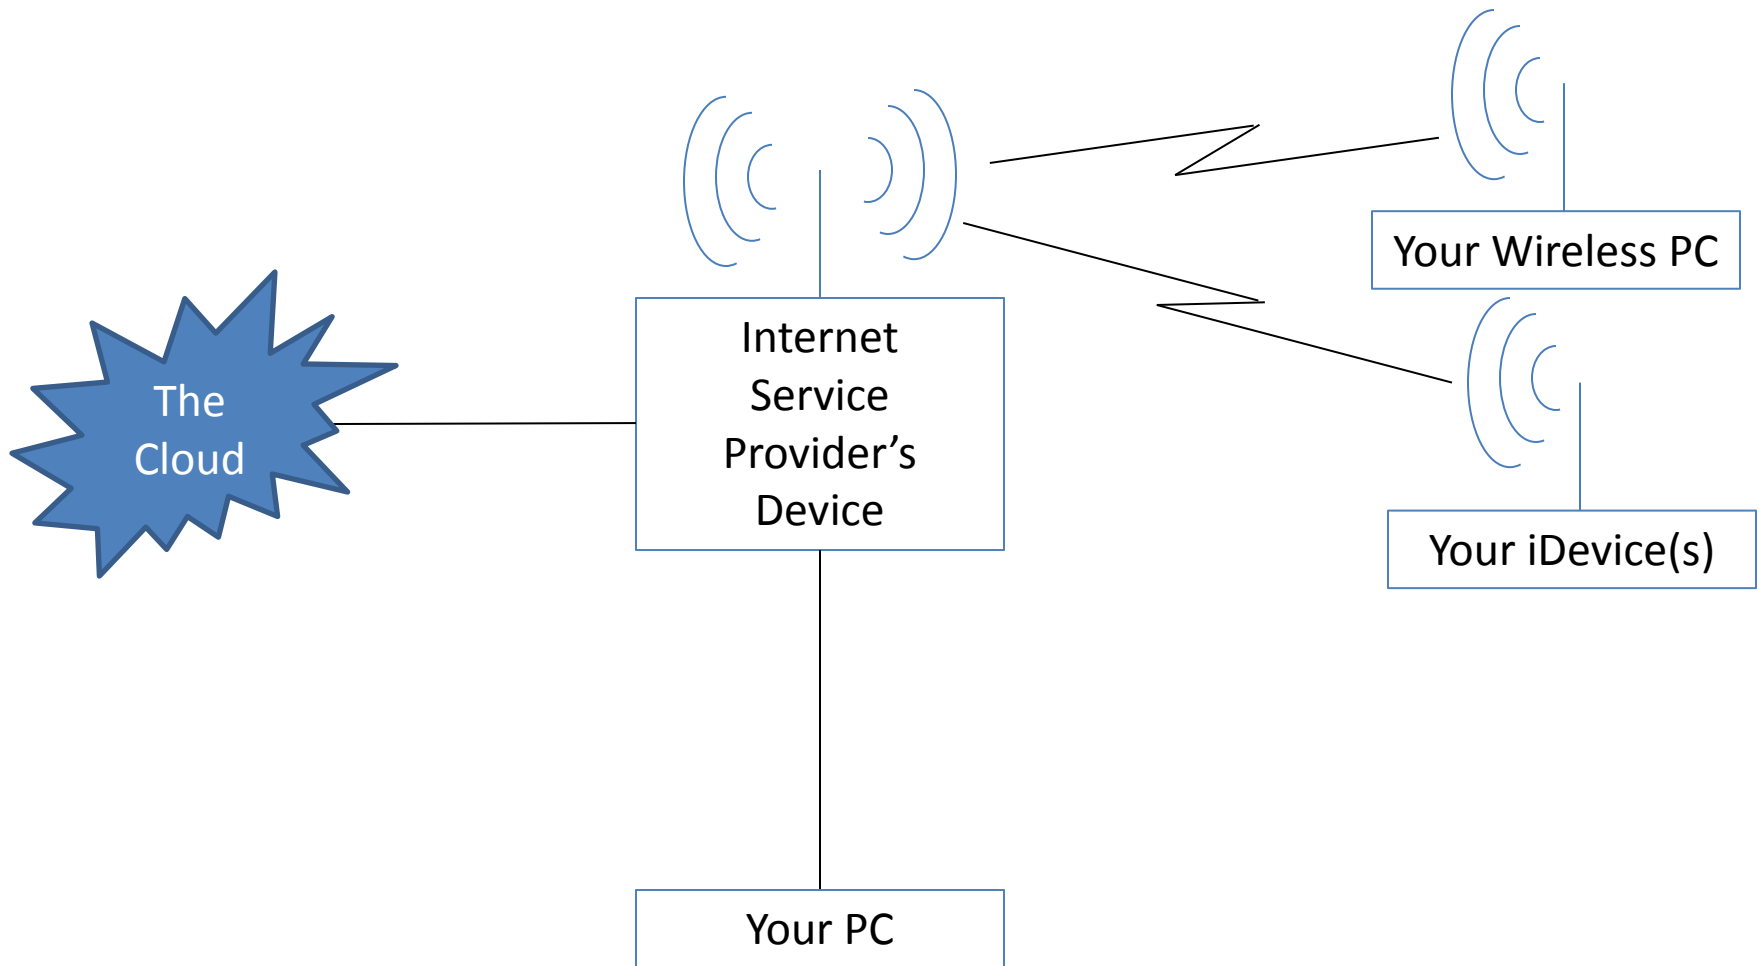 The
Cloud
Internet
Service
Provider’s
Device
Your Wireless PC
Your iDevice(s)
Your PC